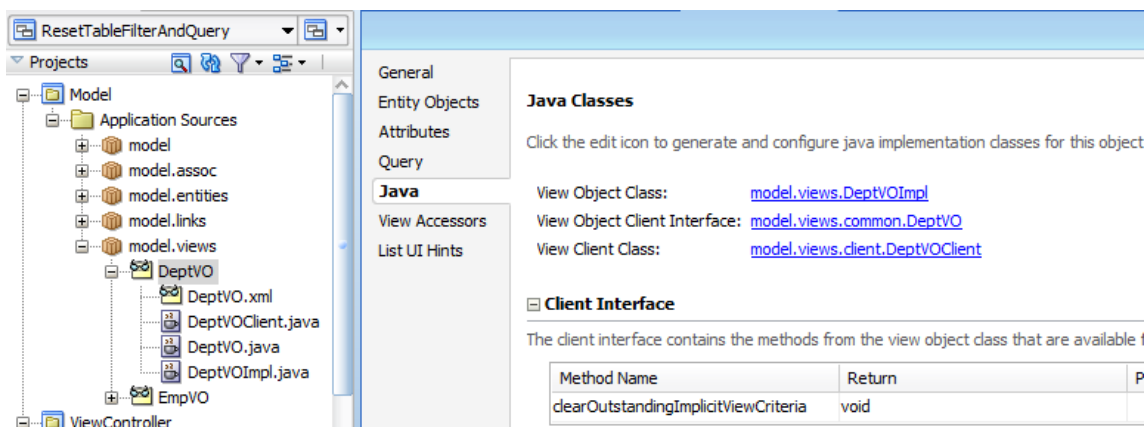 ResetTableFilterAndQuery
Projects
Model
Application Sources
model
model.assoc
model.entities
model.links
model.views
DeptVO
DeptVO.xml
DeptVOClient.java
DeptVO.java
DeptVOImpl.java
EmpVO
ViewController
General
Entity Objects
Attributes
Query
Java
View Accessors
List UI Hints
Java Classes
Click the edit icon to generate and configure java implementation classes for this object
View Object Class: model.views.DeptVOImpl
View Object Client Interface: model.views.common.DeptVO
View Client Class: model.views.client.DeptVOClient
Client Interface
The client interface contains the methods from the view object class that are available f
Method Name Return P
clearOutstandingImplicitViewCriteria void